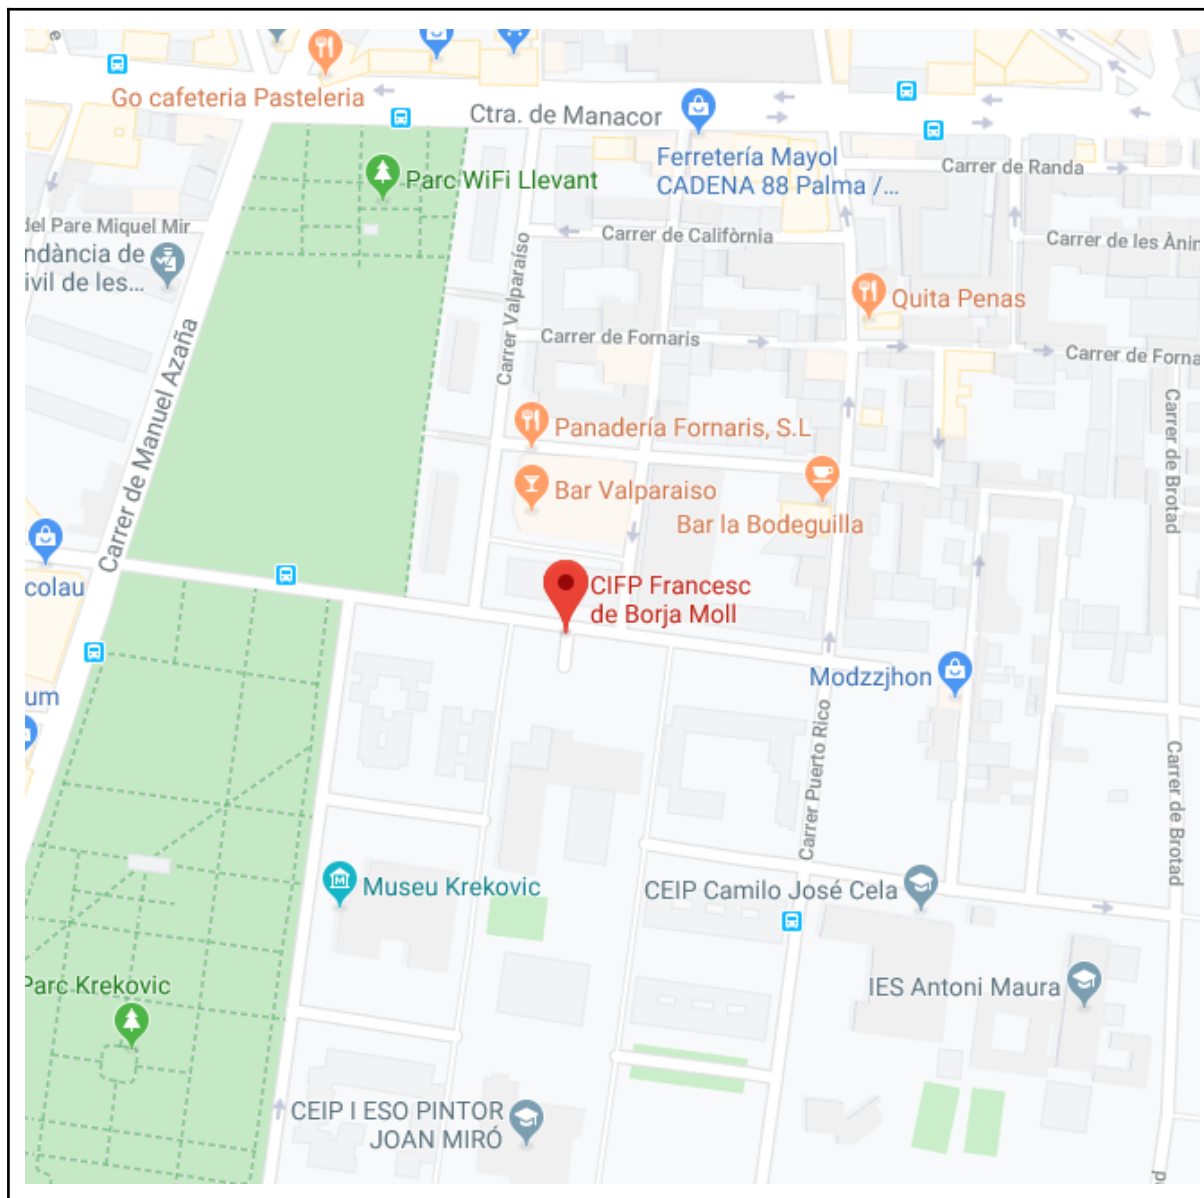 Go cafeteria Pasteleria
Ctra. de Manacor
Ferretería Mayol
CADENA 88 Palma /...
Carrer de Randa
Parc WiFi Llevant
del Pare Miquel Mir
Carrer de Califòrnia
Carrer de les Ànim
ndància de
ivil de les...
Carrer Valparaíso
Quita Penas
Carrer de Fornaris
Carrer de Forna
Carrer de Manuel Azaña
Panadería Fornaris, S.L
Carrer de Brotad
Bar Valparaiso
Bar la Bodeguilla
colau
CIFP Francesc
de Borja Moll
um
Modzzjhon
Carrer Puerto Rico
Carrer de Brotad
Museu Krekovic
CEIP Camilo José Cela
Parc Krekovic
IES Antoni Maura
CEIP I ESO PINTOR
JOAN MIRÓ